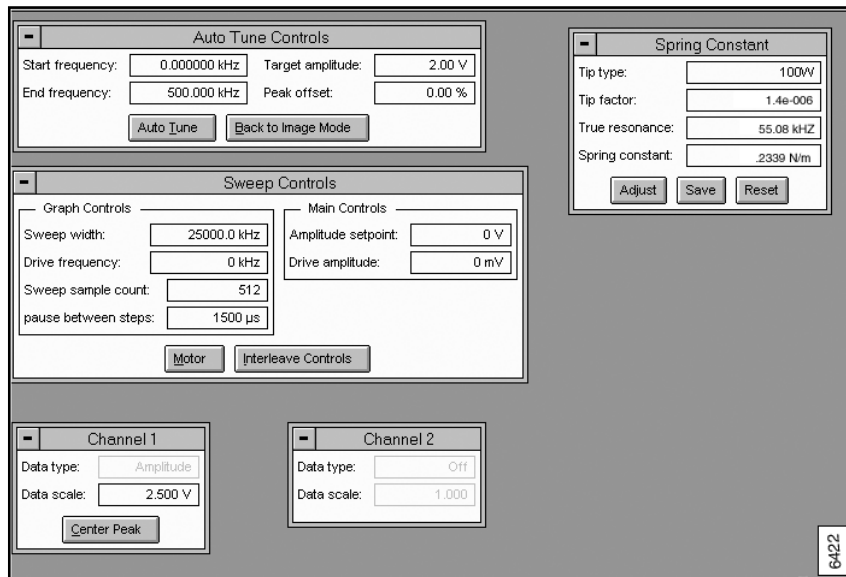 Auto Tune Controls
Start frequency: 0.000000 kHz Target amplitude: 2.00 V
End frequency: 500.000 kHz Peak offset: 0.00 %
Auto Tune Back to Image Mode
Spring Constant
Tip type: 100W
Tip factor: 1.4e-006
True resonance: 55.08 kHZ
Spring constant: .2339 N/m
Adjust Save Reset
Sweep Controls
Graph Controls
Sweep width: 25000.0 kHz
Drive frequency: 0 kHz
Sweep sample count: 512
pause between steps: 1500 µs
Main Controls
Amplitude setpoint: 0 V
Drive amplitude: 0 mV
Motor Interleave Controls
Channel 1
Data type: Amplitude
Data scale: 2.500 V
Center Peak
Channel 2
Data type: Off
Data scale: 1.000
6422